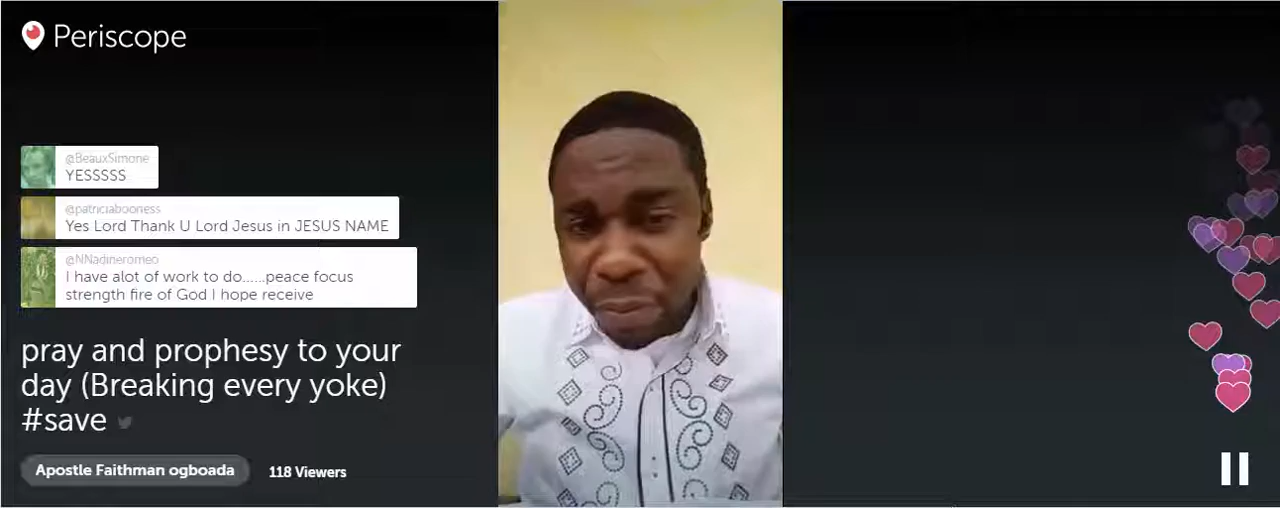 Periscope
@BeauxSimone
YESSSSS
@patriciabooness
Yes Lord Thank U Lord Jesus in JESUS NAME
@NNadineromeo
I have alot of work to do......peace focus
strength fire of God I hope receive
pray and prophesy to your
day (Breaking every yoke)
#save
Apostle Faithman ogboada
118 Viewers